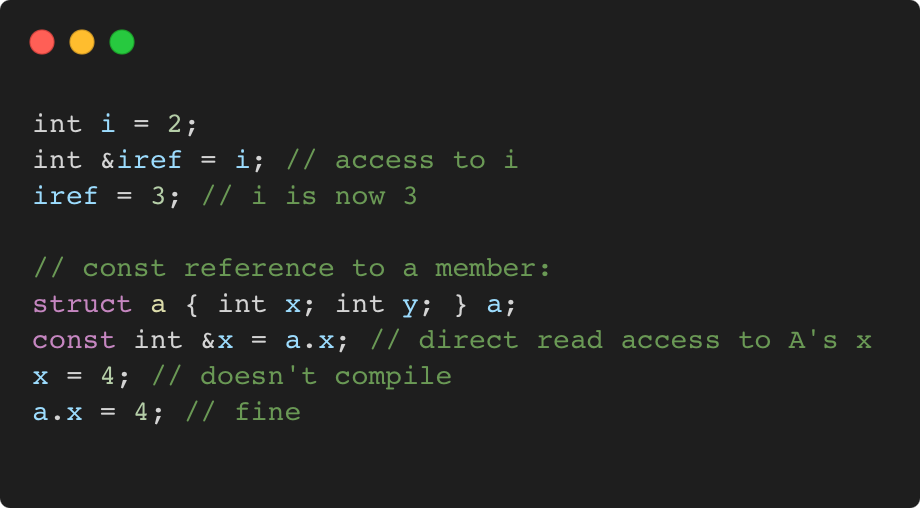 int i = 2;
int &iref = i; // access to i
iref = 3; // i is now 3
// const reference to a member:
struct a { int x; int y; } a;
const int &x = a.x; // direct read access to A's x
x = 4; // doesn't compile
a.x = 4; // fine